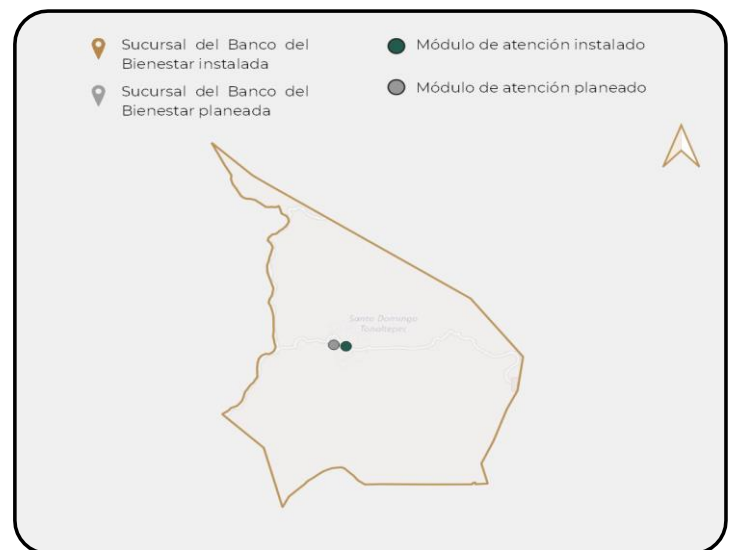 Sucursal del Banco del
Bienestar instalada
Sucursal del Banco del
Bienestar planeada
Módulo de atención instalado
Módulo de atención planeado
Santo Domingo
Tonaltepec